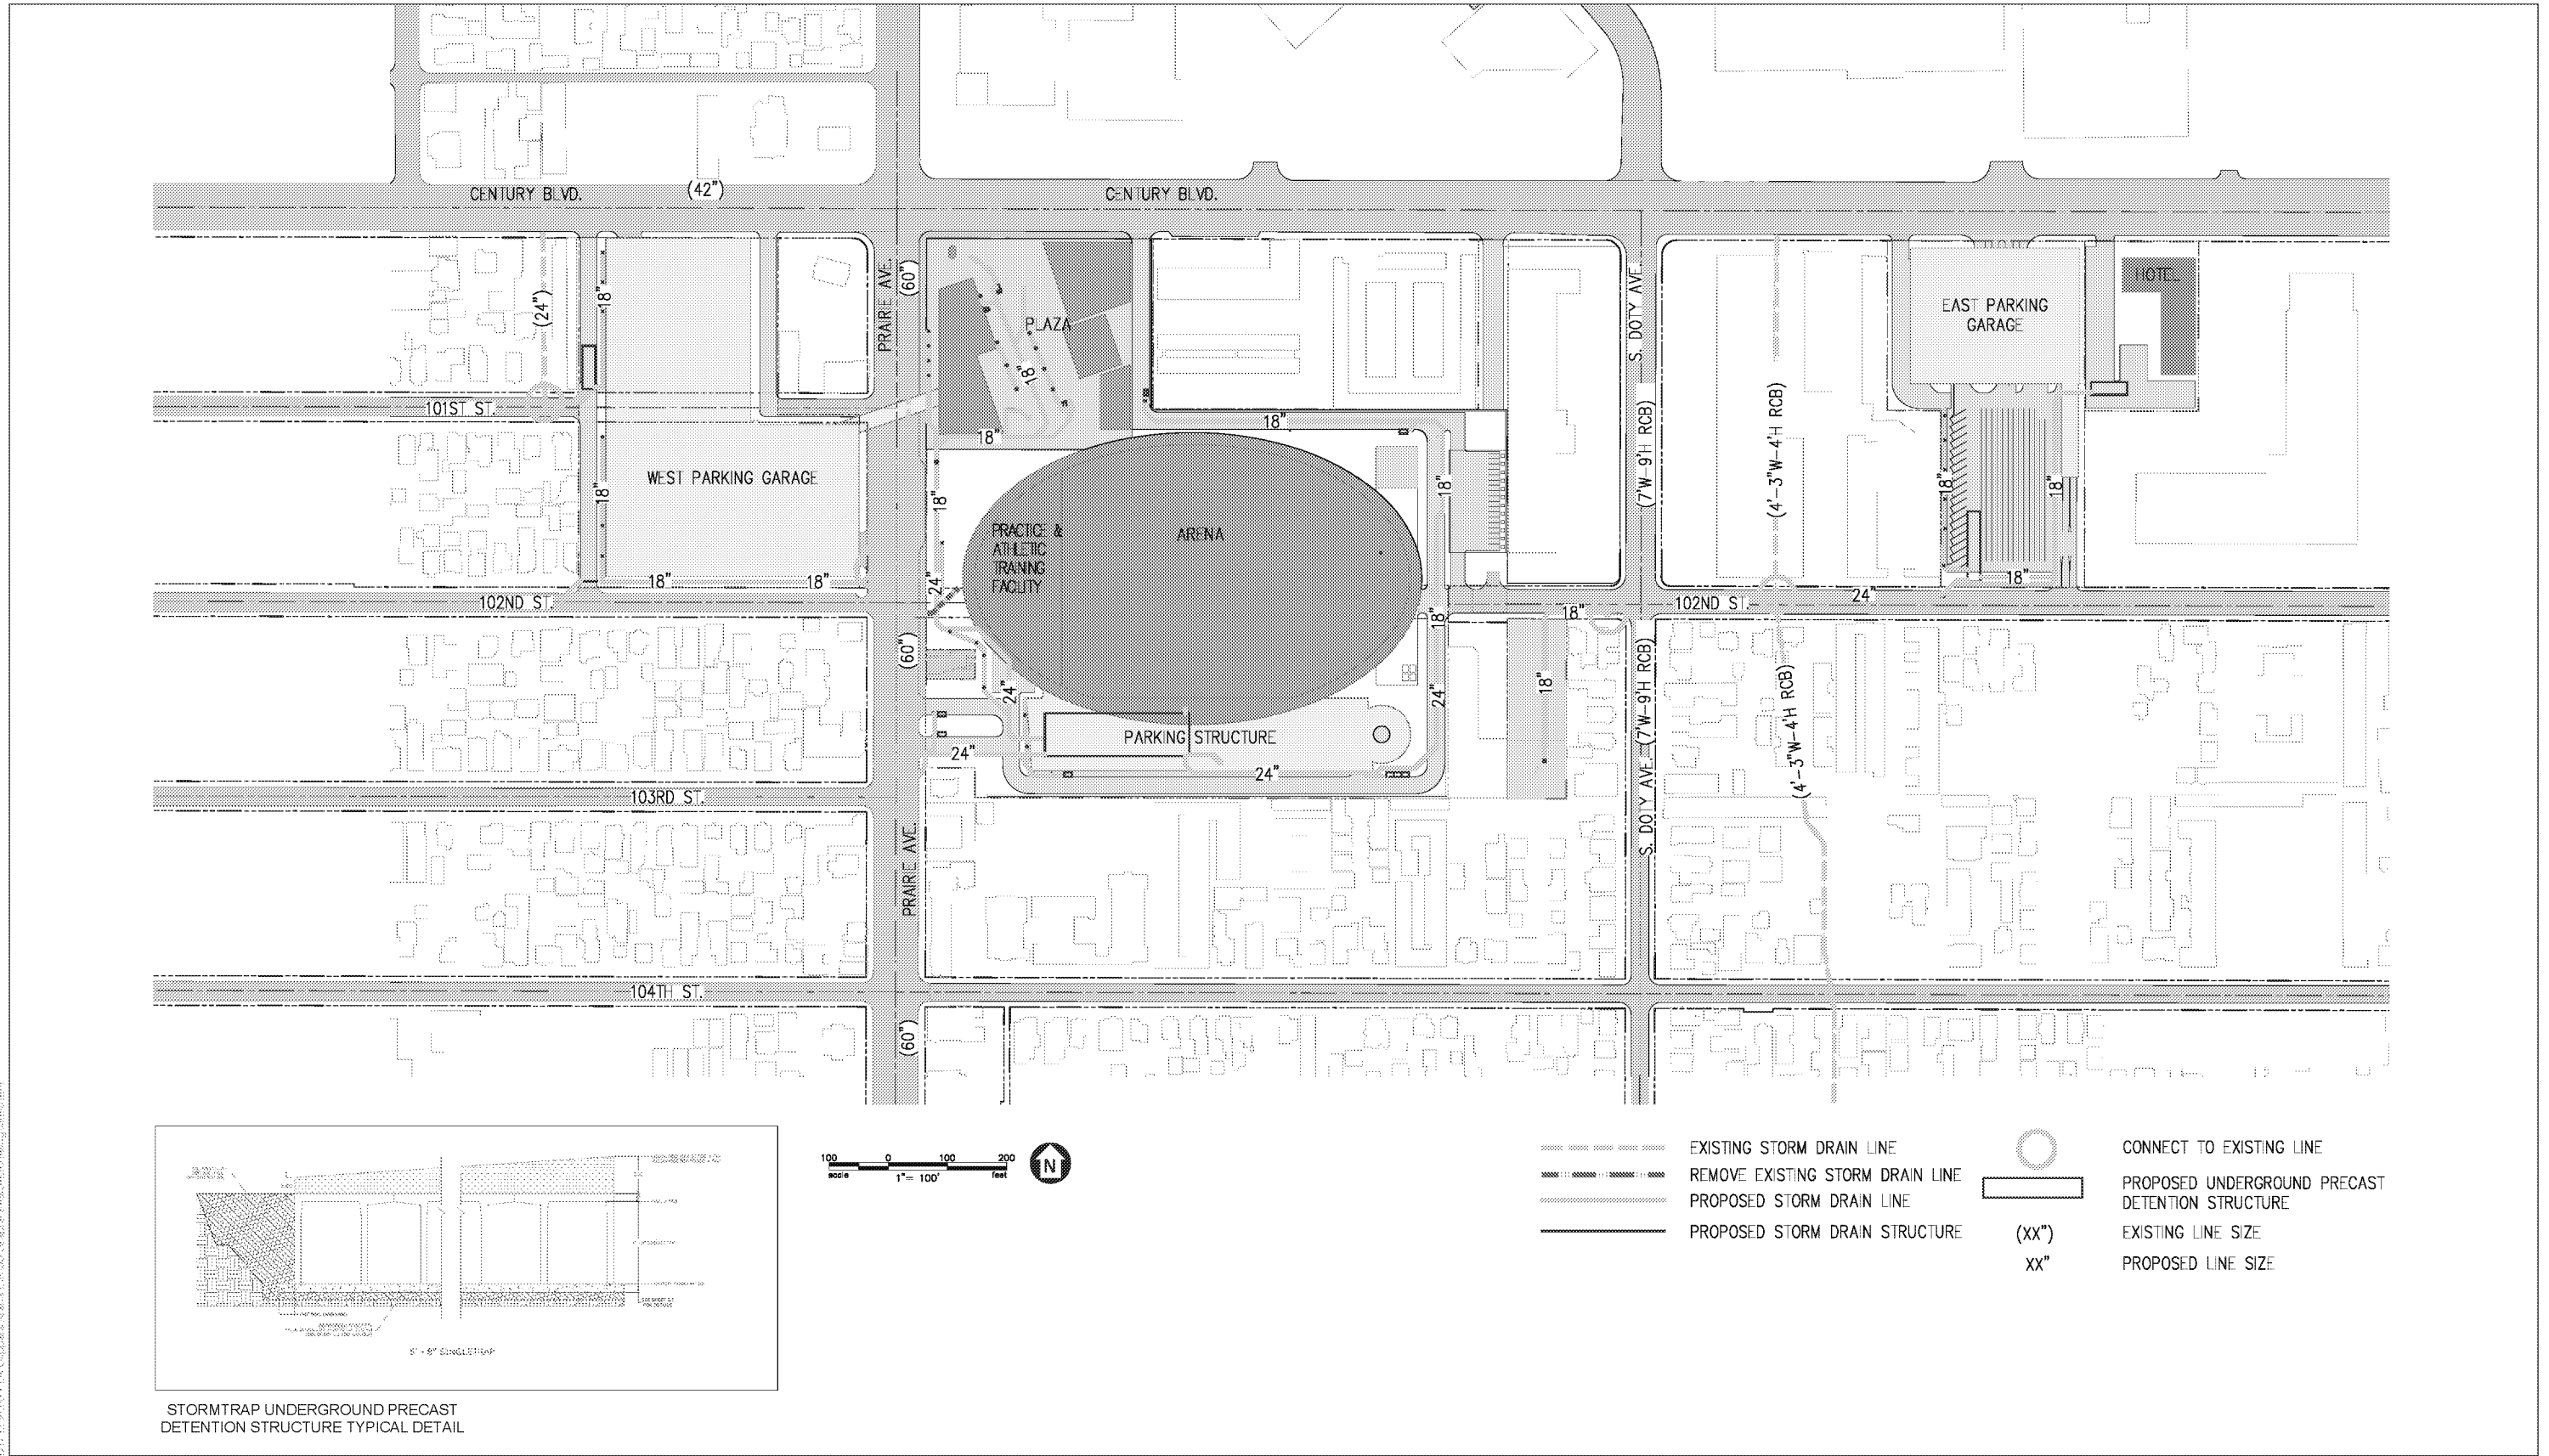 CENTURY BLVD.
(42")
CENTURY BLVD.
(24")
18"
PRAIRIE AVE.
(60")
PLAZA
18"
S. DOTY AVE.
EAST PARKING
GARAGE
HOTEL
101ST ST.
18"
18"
(7'W-9'H RCB)
(4'-3"W-4'H RCB)
WEST PARKING GARAGE
18"
18"
18"
18"
18"
PRACTICE &
ATHLETIC
TRAINING
FACILITY
ARENA
18"
18"
24"
18"
102ND ST.
18"
18"
102ND ST.
24"
(60")
24"
24"
18"
(7'W-9'H RCB)
(4'-3"W-4'H RCB)
PARKING STRUCTURE
24"
24"
103RD ST.
S. DOTY AVE.
PRAIRIE AVE.
104TH ST.
(60")
100 0 100 200
scale 1"= 100' feet
N
EXISTING STORM DRAIN LINE
REMOVE EXISTING STORM DRAIN LINE
PROPOSED STORM DRAIN LINE
PROPOSED STORM DRAIN STRUCTURE
CONNECT TO EXISTING LINE
PROPOSED UNDERGROUND PRECAST
DETENTION STRUCTURE
(XX") EXISTING LINE SIZE
XX" PROPOSED LINE SIZE
STORMTRAP UNDERGROUND PRECAST
DETENTION STRUCTURE TYPICAL DETAIL